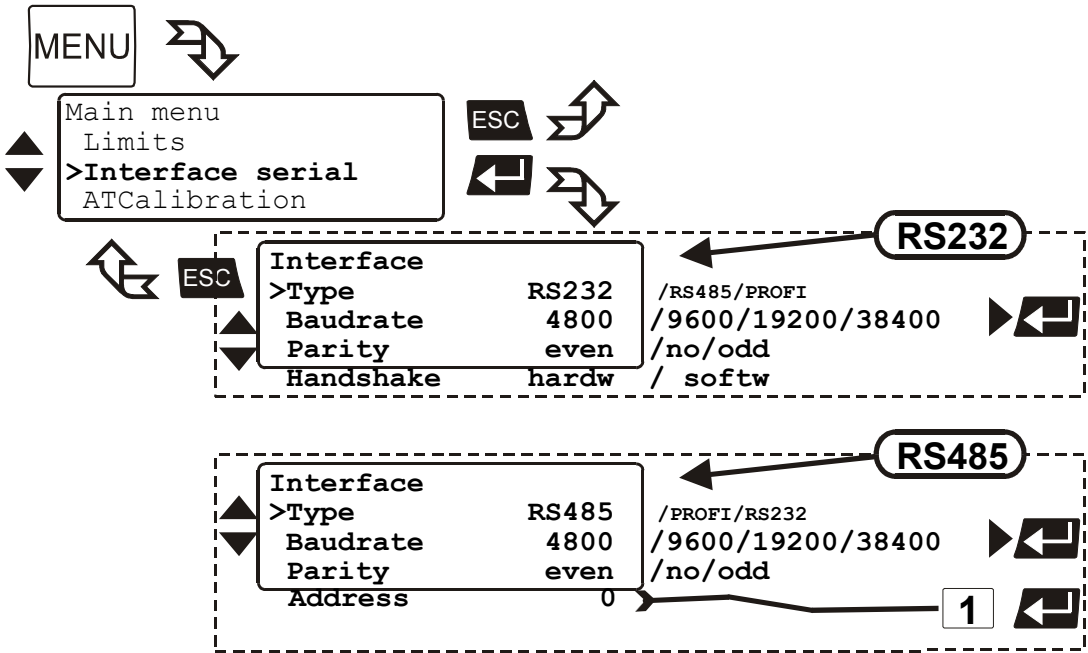 MENU
Main menu
Limits
>Interface serial
ATCalibration
ESC
ESC
RS232
Interface
>Type RS232 /RS485/PROFI
Baudrate 4800 /9600/19200/38400
Parity even /no/odd
Handshake hardw / softw
RS485
Interface
>Type RS485 /PROFI/RS232
Baudrate 4800 /9600/19200/38400
Parity even /no/odd
Address 0 1